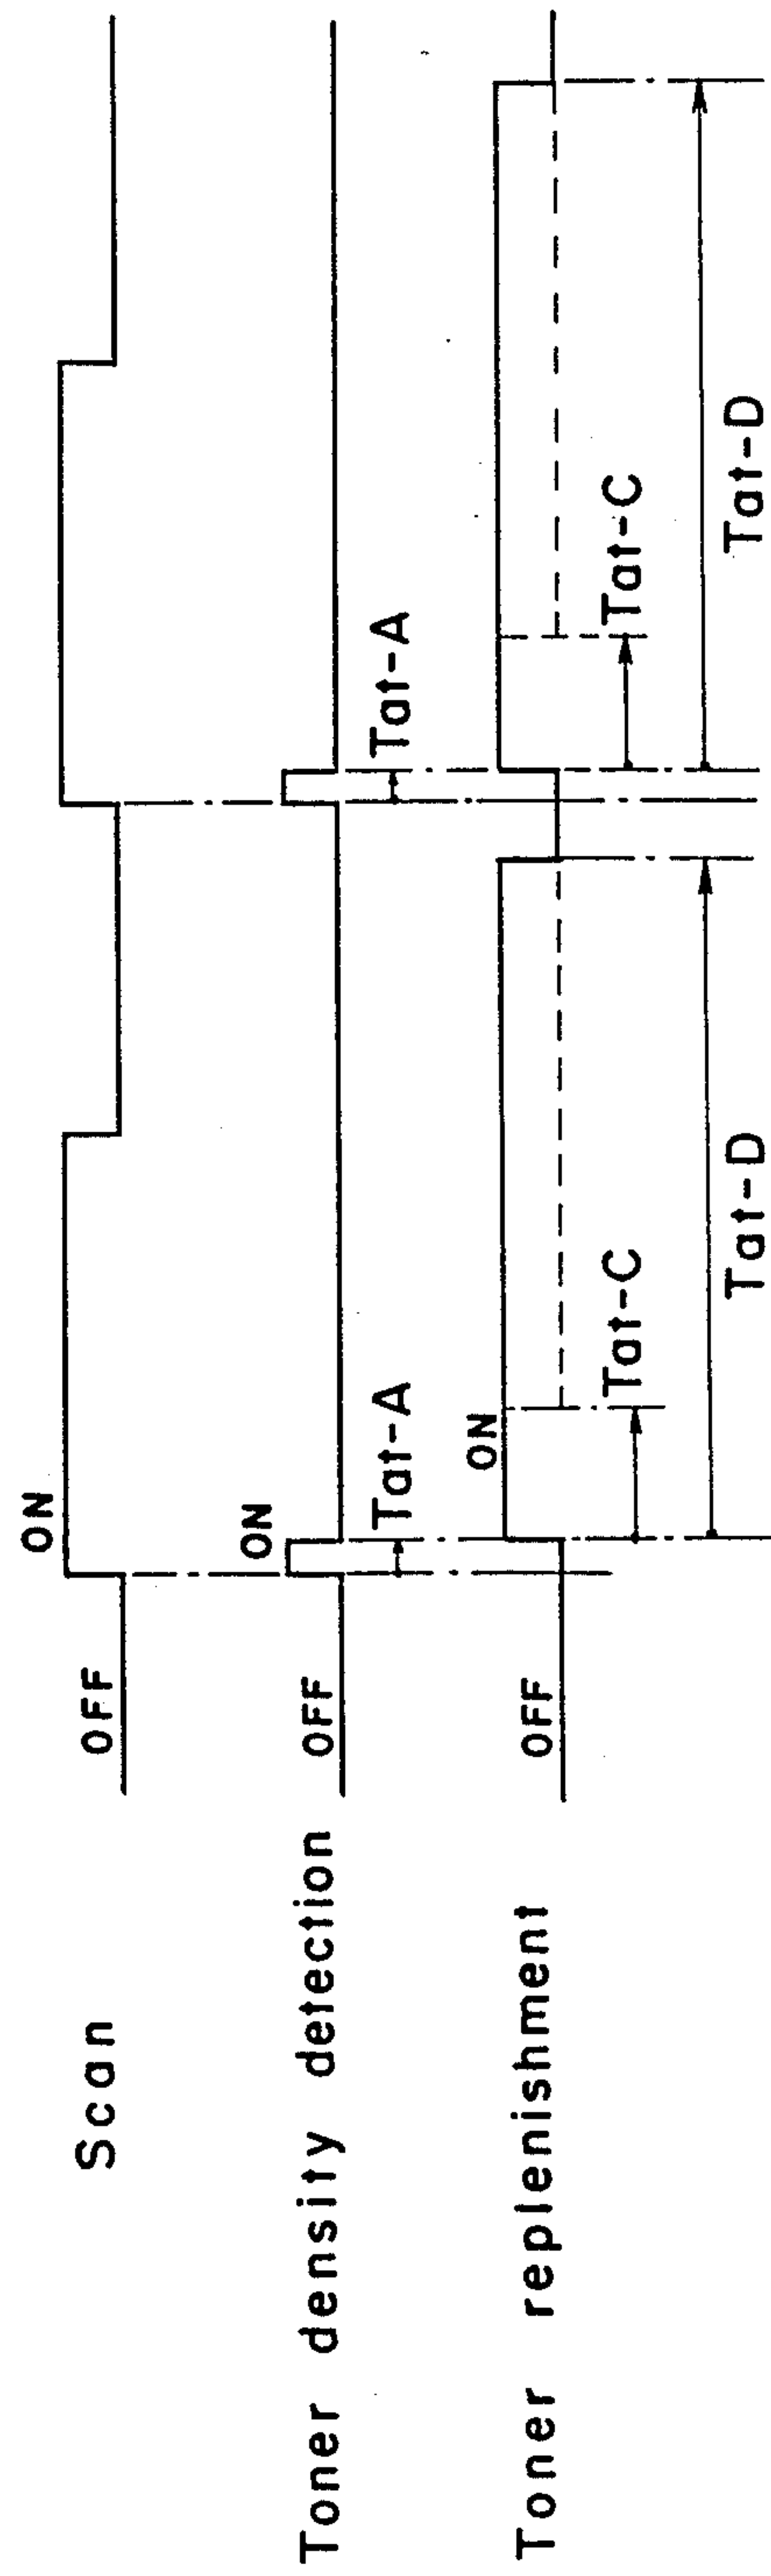 Scan
OFF
ON
Toner density detection
OFF
ON
Tat-A
Tat-A
Toner replenishment
OFF
ON
Tat-C
Tat-C
Tat-D
Tat-D